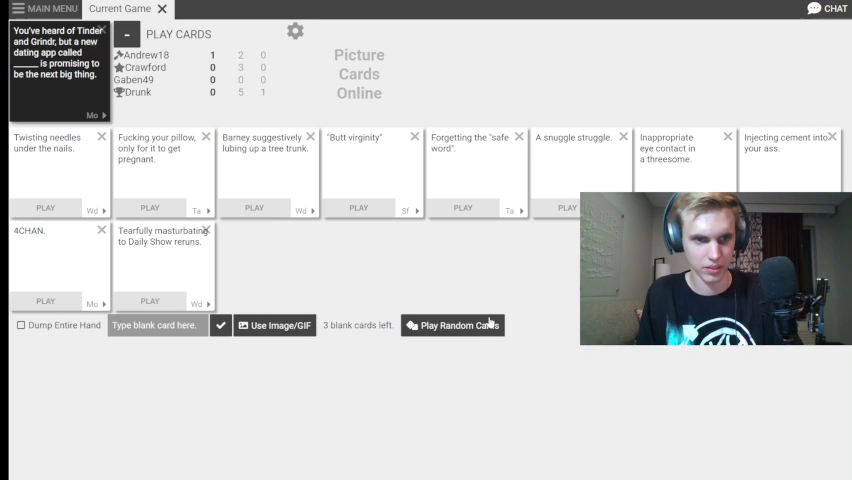 MAIN MENU
Current Game
CHAT
You've heard of Tinder
and Grindr, but a new
dating app called
______ is promising to
be the next big thing.
Mo
-
PLAY CARDS
Andrew18 1 2 0
Crawford 0 3 0
Gaben49 0 0 0
Drunk 0 5 1
Picture
Cards
Online
Twisting needles
under the nails.
PLAY
Wd
Fucking your pillow,
only for it to get
pregnant.
PLAY
Ta
Barney suggestively
lubing up a tree trunk.
PLAY
Wd
"Butt virginity"
PLAY
Sf
Forgetting the "safe
word".
PLAY
Ta
A snuggle struggle.
PLAY
Inappropriate
eye contact in
a threesome.
Injecting cement into
your ass.
4CHAN.
PLAY
Mo
Tearfully masturbating
to Daily Show reruns.
PLAY
Wd
Dump Entire Hand
Type blank card here.
Use Image/GIF
3 blank cards left.
Play Random Cards